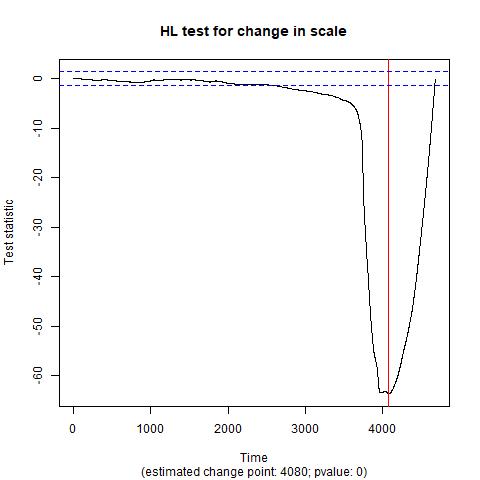 HL test for change in scale
Test statistic
0
-10
-20
-30
-40
-50
-60
0 1000 2000 3000 4000
Time
(estimated change point: 4080; pvalue: 0)